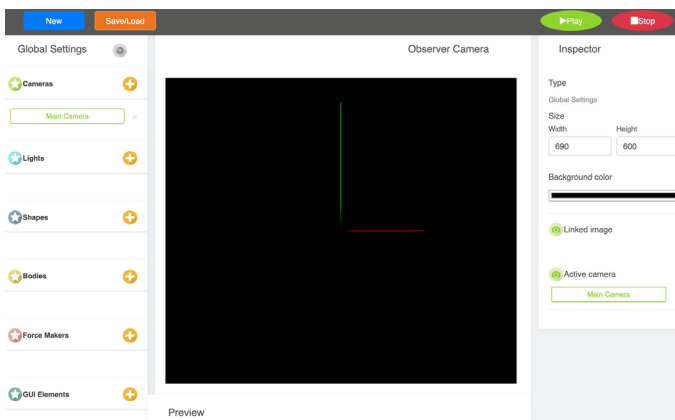 New
Save/Load
Play
Stop
Global Settings
Observer Camera
Inspector
Cameras
Main Camera
×
Lights
Shapes
Bodies
Force Makers
GUI Elements
Type
Global Settings
Size
Width
Height
690
600
Background color
Linked image
Active camera
Main Camera
Preview